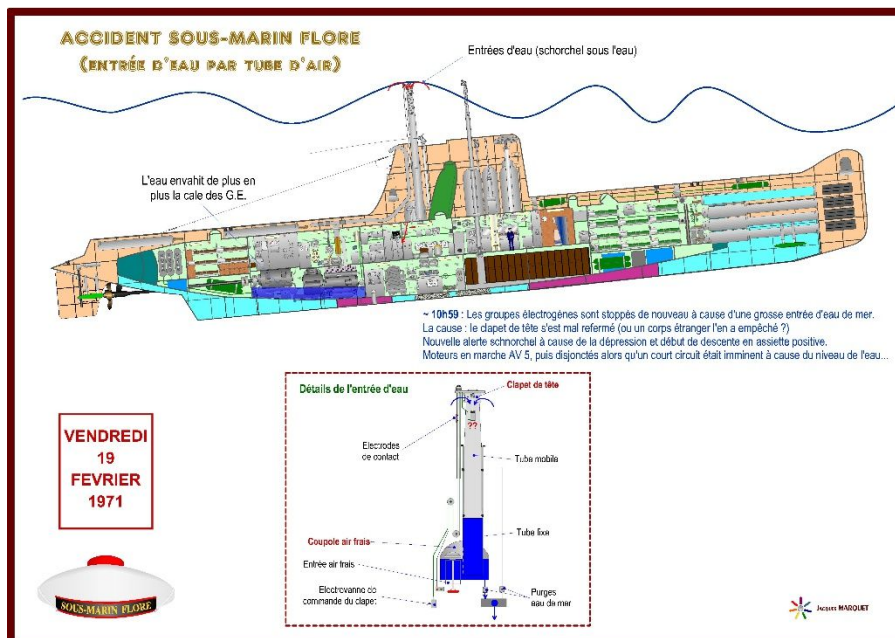 ACCIDENT SOUS-MARIN FLORE
(ENTRÉE D'EAU PAR TUBE D'AIR)
Entrées d'eau (schorchel sous l'eau)
L'eau envahit de plus en
plus la cale des G.E.
~ 10h59 : Les groupes électrogènes sont stoppés de nouveau à cause d'une grosse entrée d'eau de mer.
La cause : le clapet de tête s'est mal refermé (ou un corps étranger l'en a empêché ?)
Nouvelle alerte schnorchel à cause de la dépression et début de descente en assiette positive.
Moteurs en marche AV 5, puis disjonctés alors qu'un court circuit était imminent à cause du niveau de l'eau...
Détails de l'entrée d'eau
Clapet de tête
??
Electrodes
de contact
Tube mobile
Tube fixe
Coupole air frais
Entrée air frais
Electrovanne de
commande du clapet
Purges
eau de mer
VENDREDI
19
FEVRIER
1971
SOUS-MARIN FLORE
Jacques MARQUET